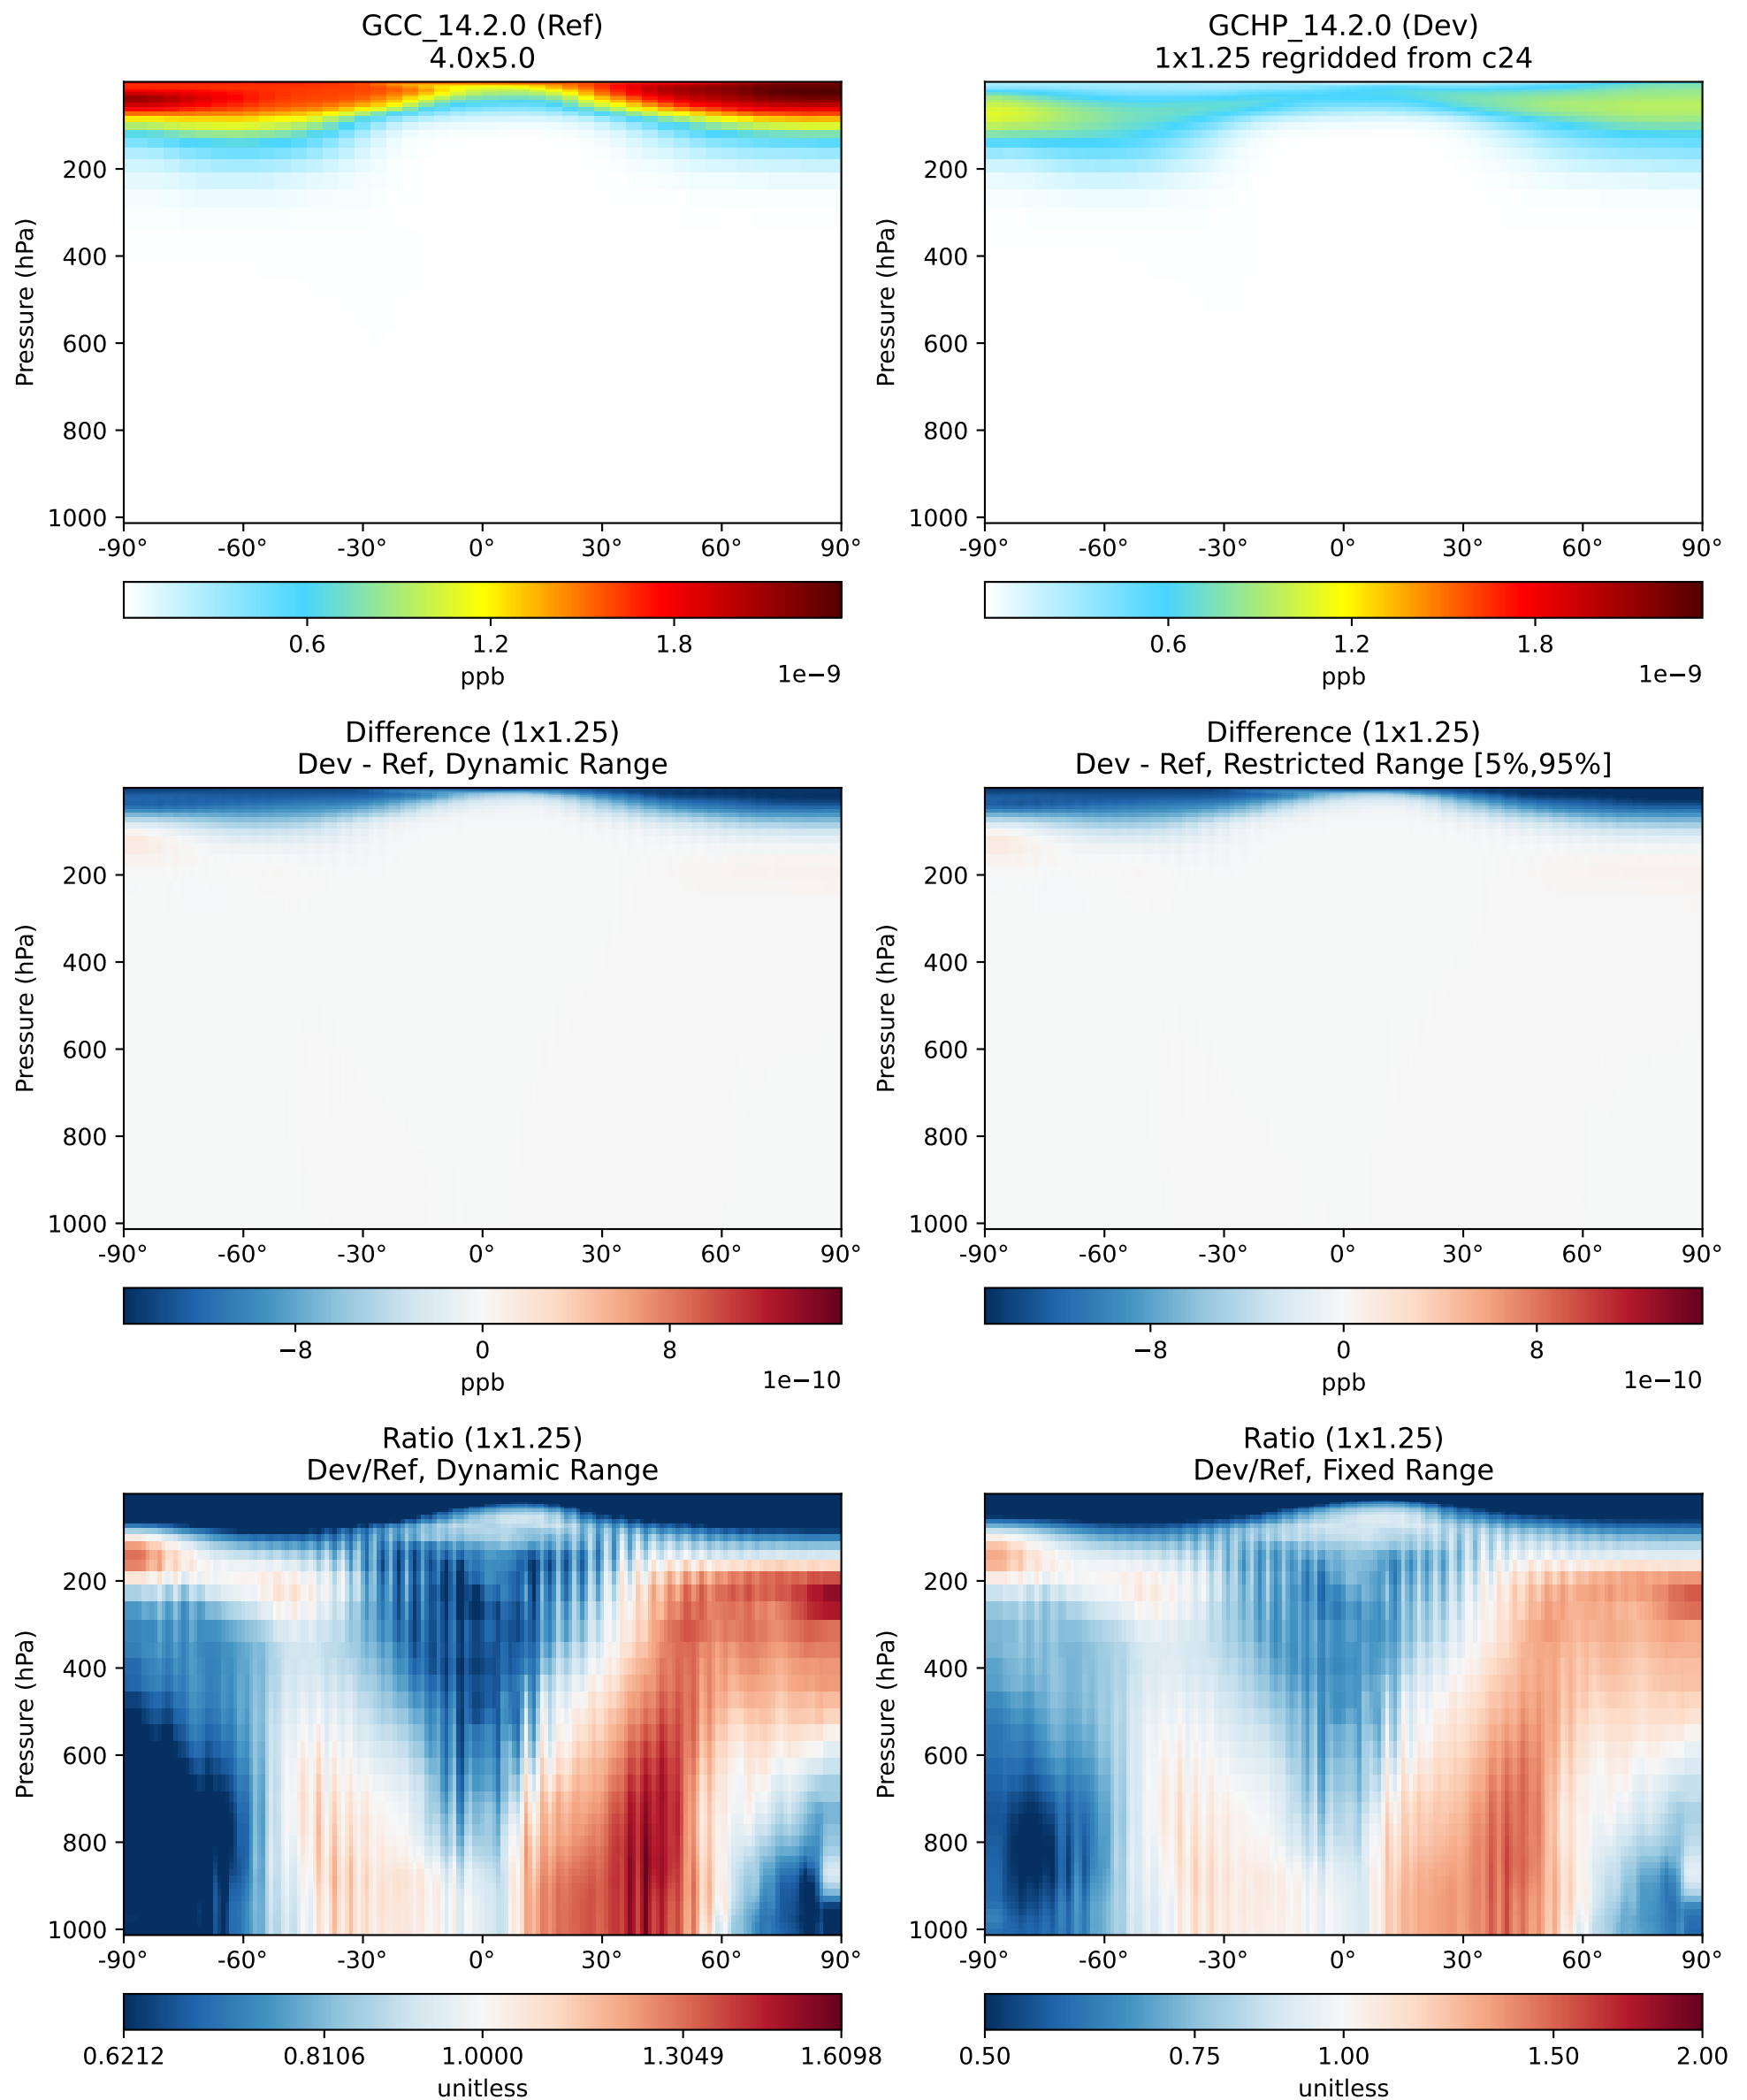 GCC_14.2.0 (Ref)
4.0x5.0
Pressure (hPa)
200
400
600
800
1000
-90° -60° -30° 0° 30° 60° 90°
0.6 1.2 1.8
ppb 1e−9
GCHP_14.2.0 (Dev)
1x1.25 regridded from c24
Pressure (hPa)
200
400
600
800
1000
-90° -60° -30° 0° 30° 60° 90°
0.6 1.2 1.8
ppb 1e−9
Difference (1x1.25)
Dev - Ref, Dynamic Range
Pressure (hPa)
200
400
600
800
1000
-90° -60° -30° 0° 30° 60° 90°
−8 0 8
ppb 1e−10
Difference (1x1.25)
Dev - Ref, Restricted Range [5%,95%]
Pressure (hPa)
200
400
600
800
1000
-90° -60° -30° 0° 30° 60° 90°
−8 0 8
ppb 1e−10
Ratio (1x1.25)
Dev/Ref, Dynamic Range
Pressure (hPa)
200
400
600
800
1000
-90° -60° -30° 0° 30° 60° 90°
0.6212 0.8106 1.0000 1.3049 1.6098
unitless
Ratio (1x1.25)
Dev/Ref, Fixed Range
Pressure (hPa)
200
400
600
800
1000
-90° -60° -30° 0° 30° 60° 90°
0.50 0.75 1.00 1.50 2.00
unitless